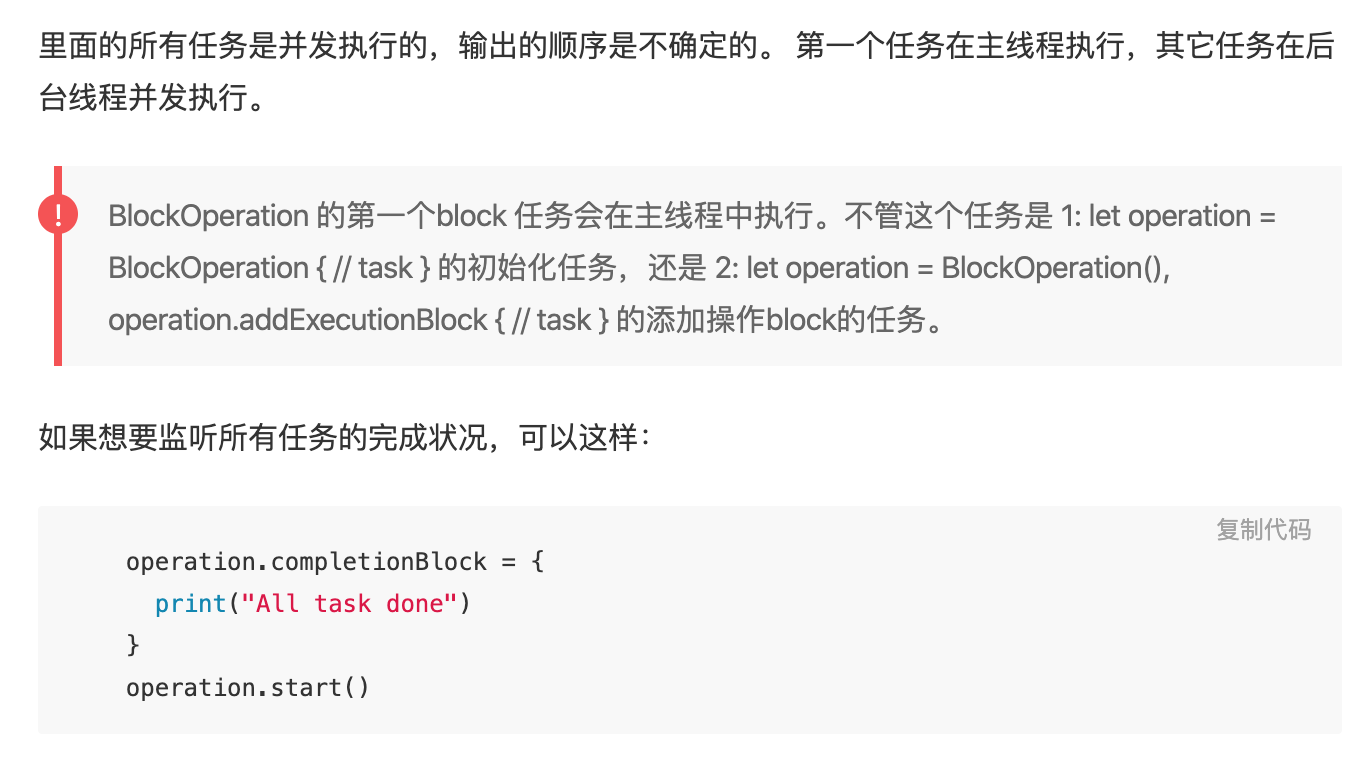 里面的所有任务是并发执行的，输出的顺序是不确定的。 第一个任务在主线程执行，其它任务在后
台线程并发执行。
!
BlockOperation 的第一个block 任务会在主线程中执行。不管这个任务是 1: let operation =
BlockOperation { // task } 的初始化任务，还是 2: let operation = BlockOperation(),
operation.addExecutionBlock { // task } 的添加操作block的任务。
如果想要监听所有任务的完成状况，可以这样：
复制代码
operation.completionBlock = {
  print("All task done")
}
operation.start()